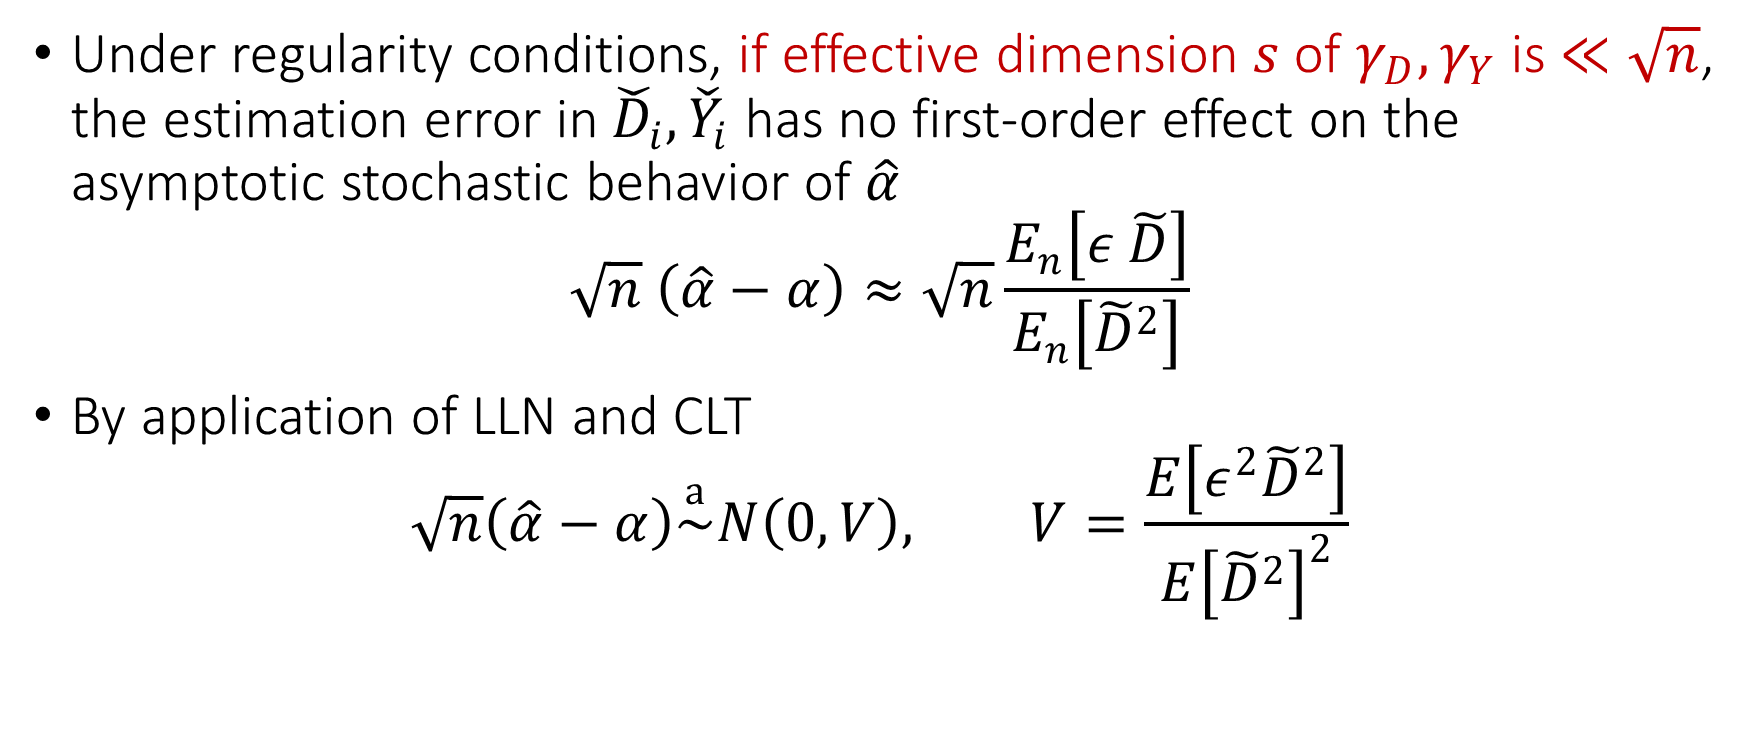 • Under regularity conditions, if effective dimension s of γ_D, γ_Y is ≪ √n,
the estimation error in Ď_i, Y̌_i has no first-order effect on the
asymptotic stochastic behavior of α̂
√n (α̂ − α) ≈ √n E_n[ϵ D̃] / E_n[D̃²]
• By application of LLN and CLT
√n(α̂ − α) ~ᵃ N(0, V), V = E[ϵ²D̃²] / E[D̃²]²